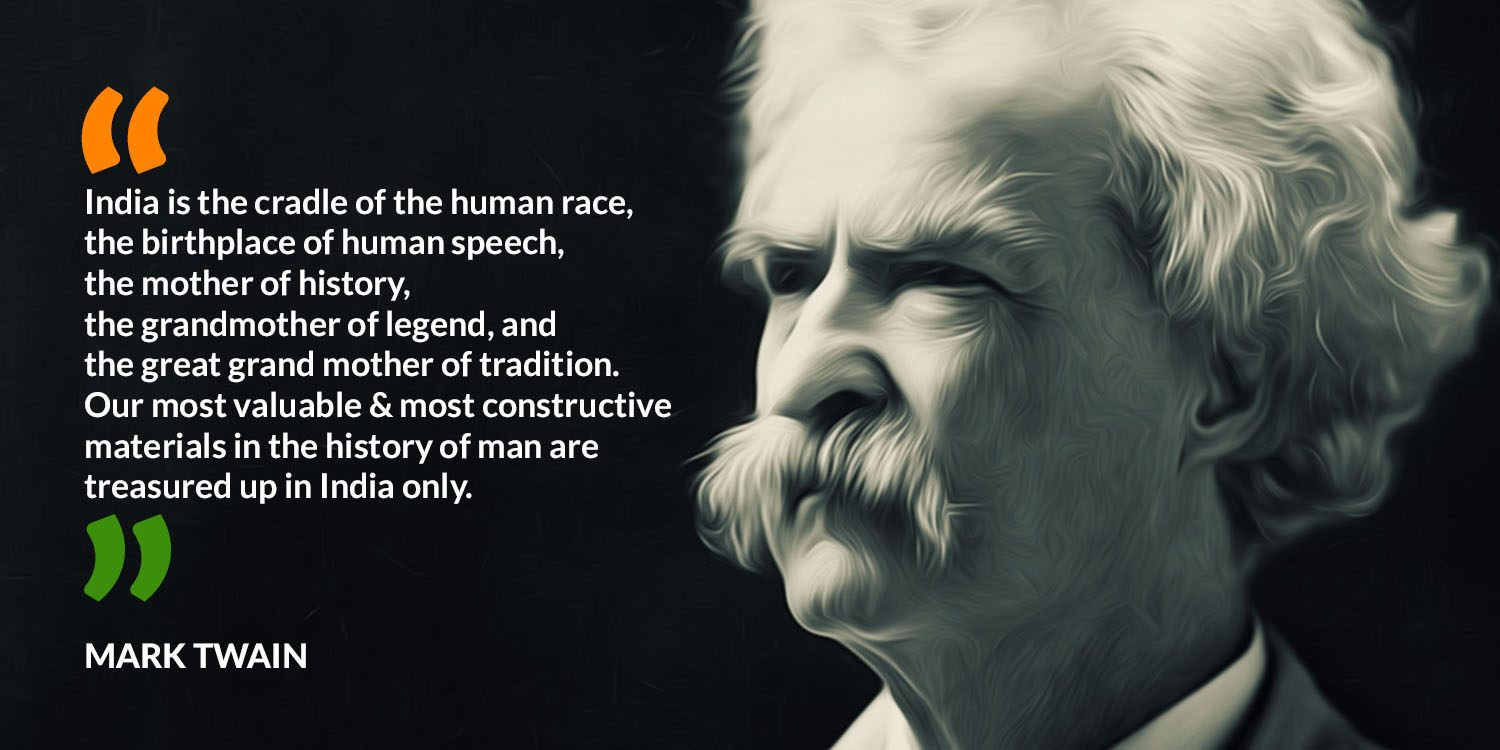 “
India is the cradle of the human race,
the birthplace of human speech,
the mother of history,
the grandmother of legend, and
the great grand mother of tradition.
Our most valuable & most constructive
materials in the history of man are
treasured up in India only.
”
MARK TWAIN